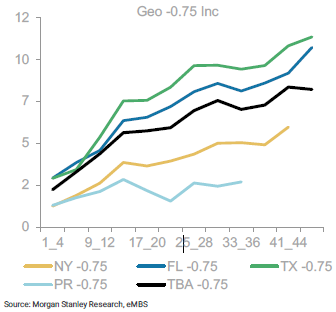 Geo -0.75 Inc
12
10
7
5
2
0
1_4 9_12 17_20 25_28 33_36 41_44
NY -0.75 FL -0.75 TX -0.75
PR -0.75 TBA -0.75
Source: Morgan Stanley Research, eMBS